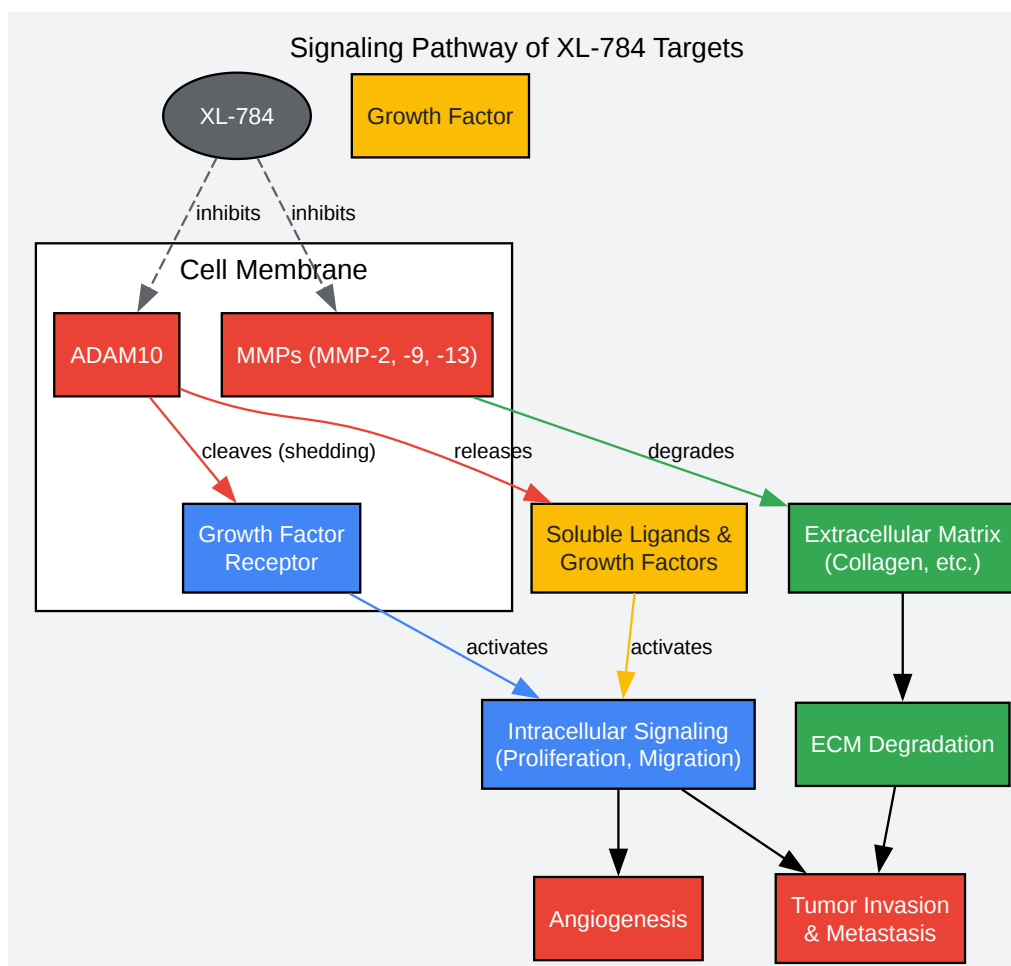 Signaling Pathway of XL-784 Targets
XL-784
Growth Factor
inhibits
inhibits
Cell Membrane
ADAM10
MMPs (MMP-2, -9, -13)
cleaves (shedding)
releases
degrades
Growth Factor
Receptor
Soluble Ligands &
Growth Factors
Extracellular Matrix
(Collagen, etc.)
activates
activates
Intracellular Signaling
(Proliferation, Migration)
ECM Degradation
Angiogenesis
Tumor Invasion
& Metastasis